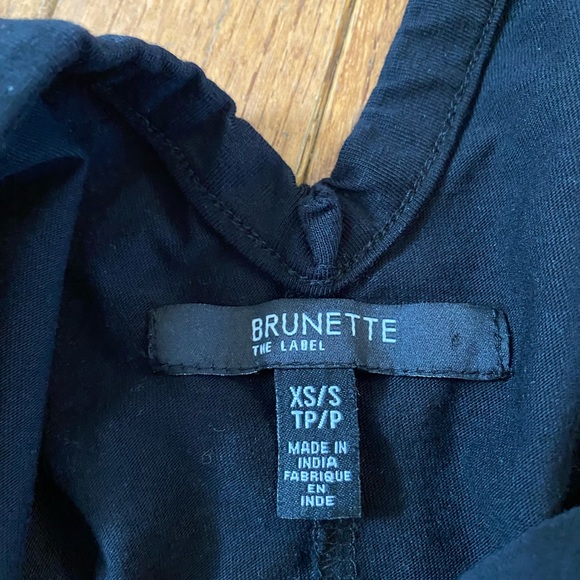 BRUNETTE
THE LABEL
XS/S
TP/P
MADE IN
INDIA
FABRIQUE
EN
INDE